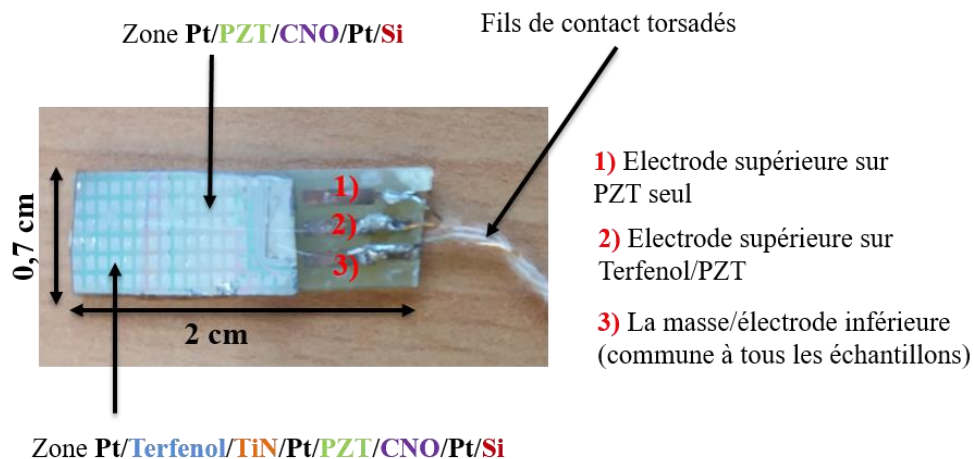 Zone Pt/PZT/CNO/Pt/Si
Fils de contact torsadés
1)
2)
3)
0,7 cm
2 cm
1) Electrode supérieure sur
PZT seul
2) Electrode supérieure sur
Terfenol/PZT
3) La masse/électrode inférieure
(commune à tous les échantillons)
Zone Pt/Terfenol/TiN/Pt/PZT/CNO/Pt/Si